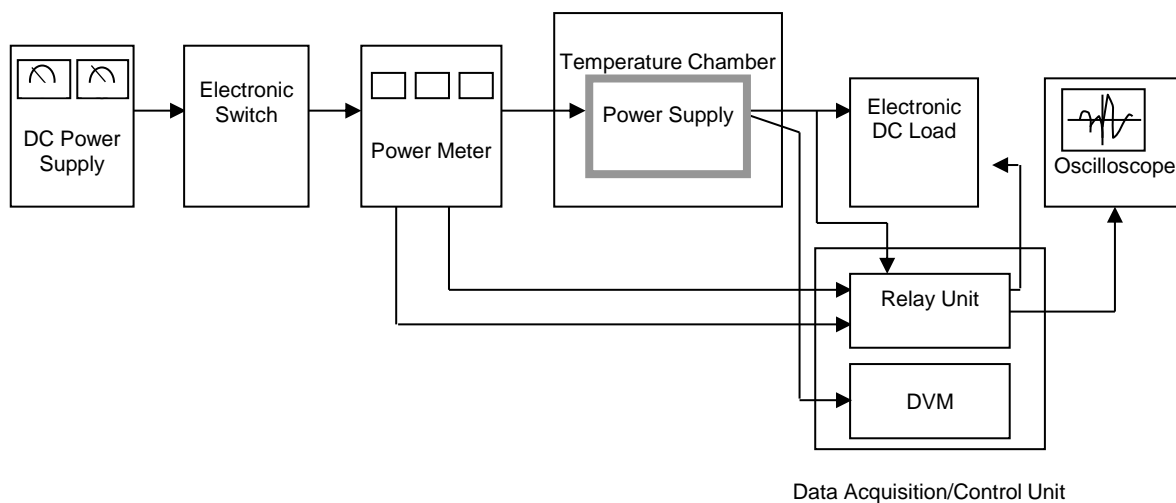 DC Power
Supply
Electronic
Switch
Power Meter
Temperature Chamber
Power Supply
Electronic
DC Load
Oscilloscope
Relay Unit
DVM
Data Acquisition/Control Unit